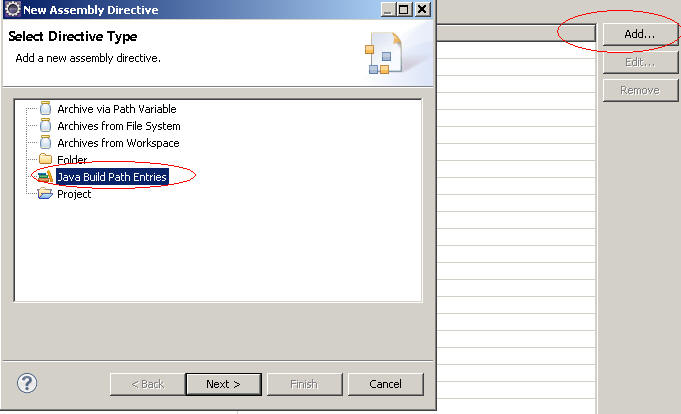 New Assembly Directive
Select Directive Type
Add a new assembly directive.
Archive via Path Variable
Archives from File System
Archives from Workspace
Folder
Java Build Path Entries
Project
?
< Back
Next >
Finish
Cancel
Add...
Edit...
Remove